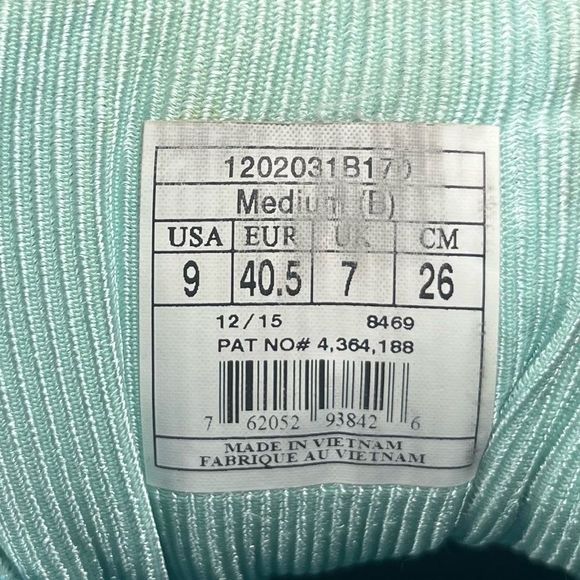 1202031B170
Medium (B)
USA EUR UK CM
9 40.5 7 26
12/15 8469
PAT NO# 4,364,188
7 62052 93842 6
MADE IN VIETNAM
FABRIQUE AU VIETNAM